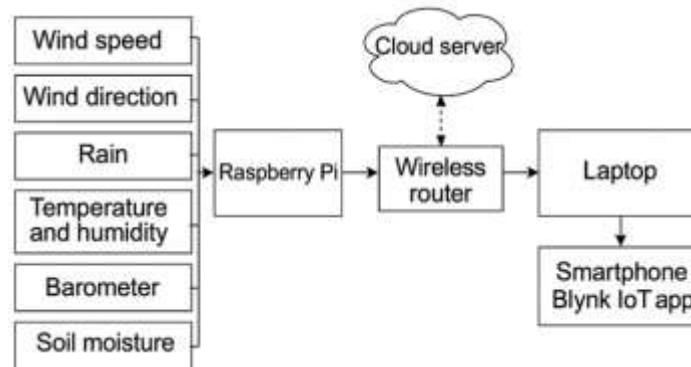 Wind speed
Wind direction
Rain
Temperature
and humidity
Barometer
Soil moisture
Raspberry Pi
Cloud server
Wireless
router
Laptop
Smartphone
Blynk IoT app